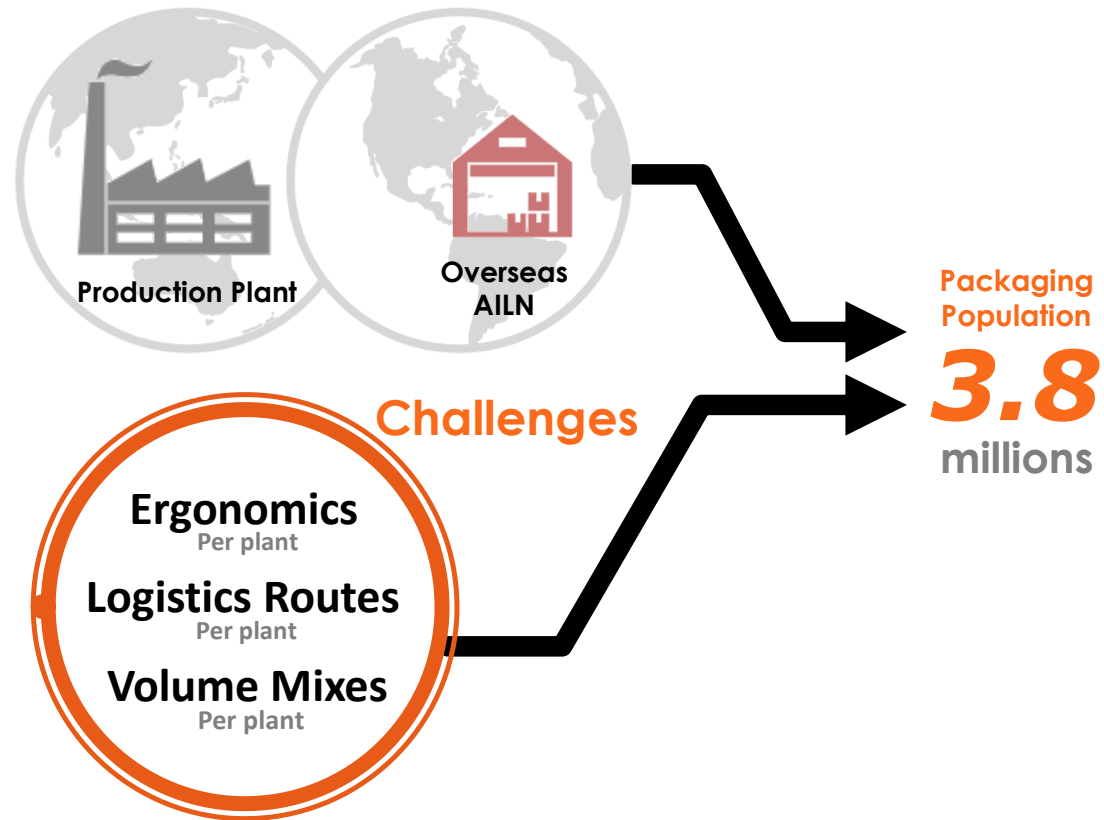 Production Plant
Overseas
AILN
Packaging
Population
3.8
millions
Challenges
Ergonomics
Per plant
Logistics Routes
Per plant
Volume Mixes
Per plant